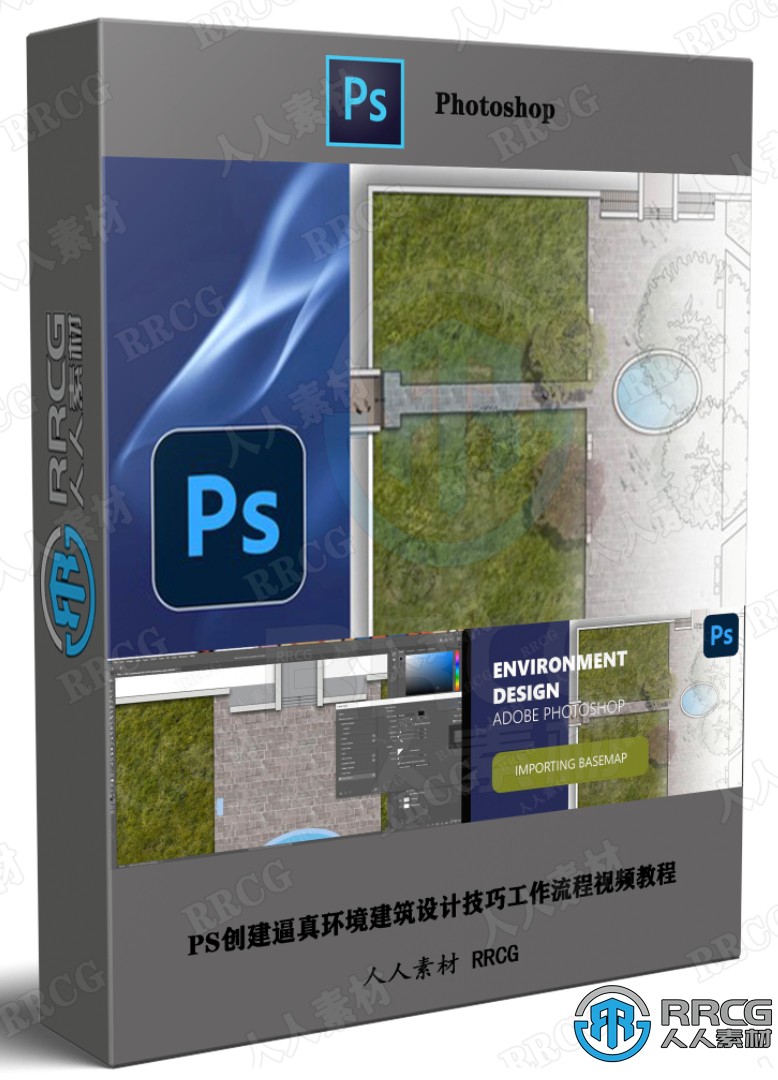 Ps
Photoshop
RRCG
人人素材
Ps
Ps
ENVIRONMENT
DESIGN
ADOBE PHOTOSHOP
IMPORTING BASEMAP
PS创建逼真环境建筑设计技巧工作流程视频教程
人人素材 RRCG
RRCG
人人素材